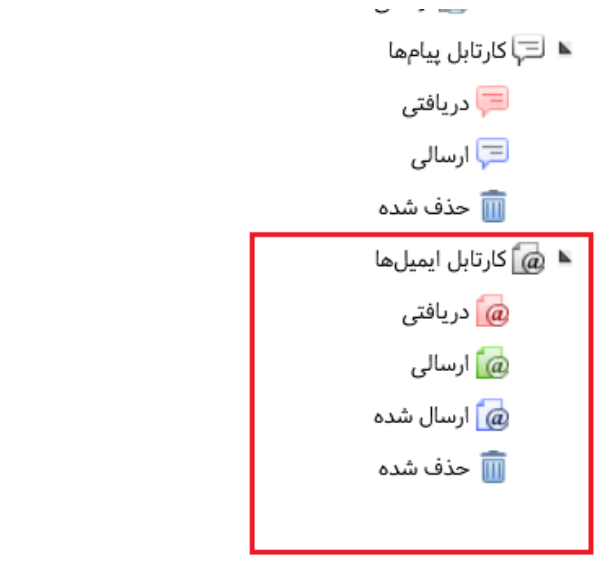 کارتابل پیام‌ها
دریافتی
ارسالی
حذف شده
کارتابل ایمیل‌ها
دریافتی
ارسالی
ارسال شده
حذف شده